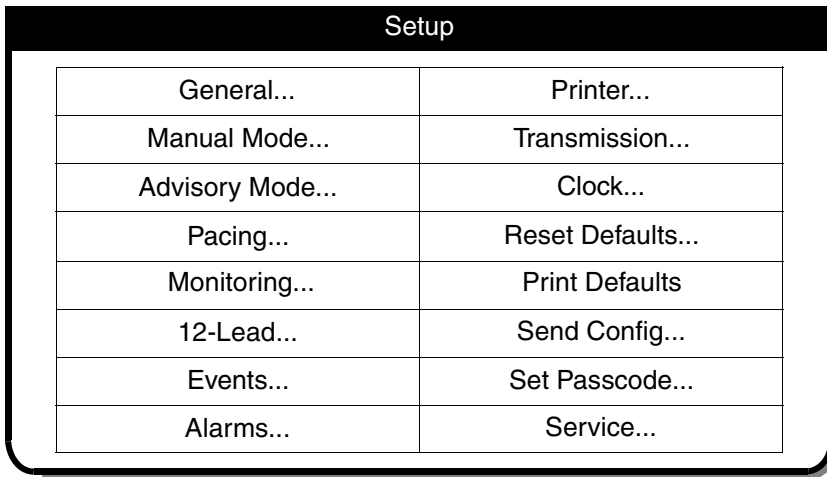 Setup
General...
Printer...
Manual Mode...
Transmission...
Advisory Mode...
Clock...
Pacing...
Reset Defaults...
Monitoring...
Print Defaults
12-Lead...
Send Config...
Events...
Set Passcode...
Alarms...
Service...